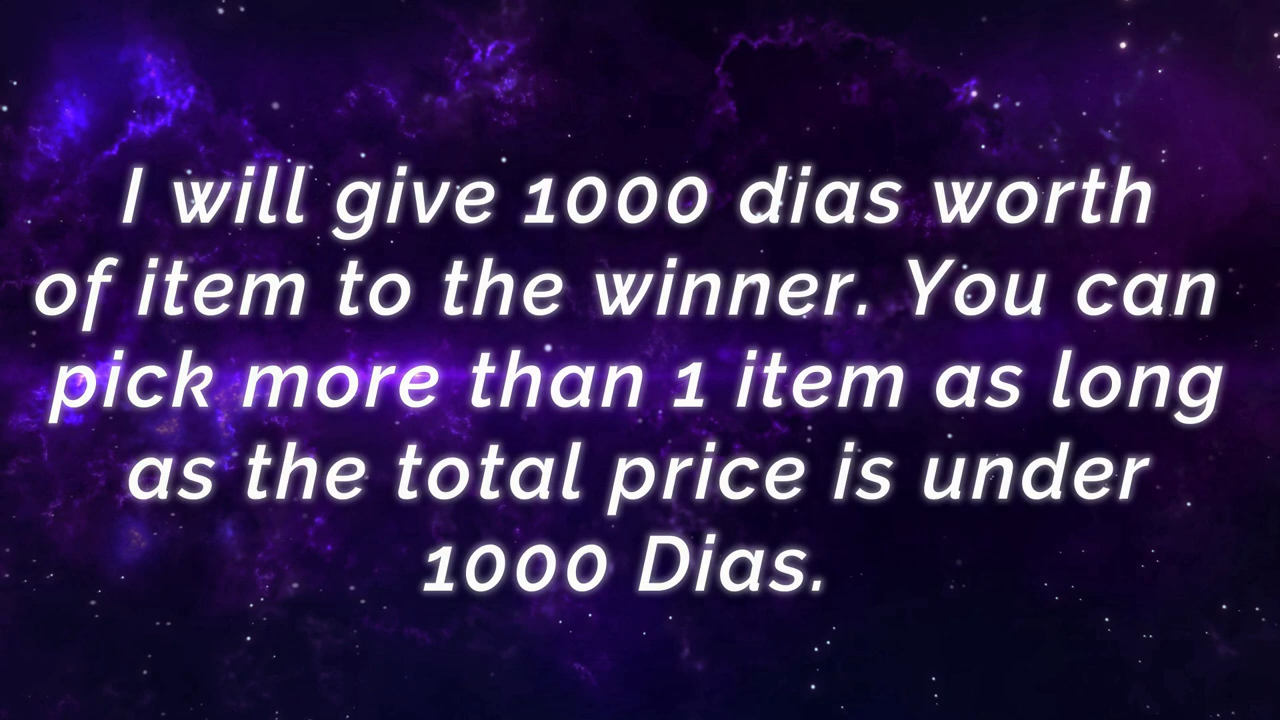 I will give 1000 dias worth
of item to the winner. You can
pick more than 1 item as long
as the total price is under
1000 Dias.